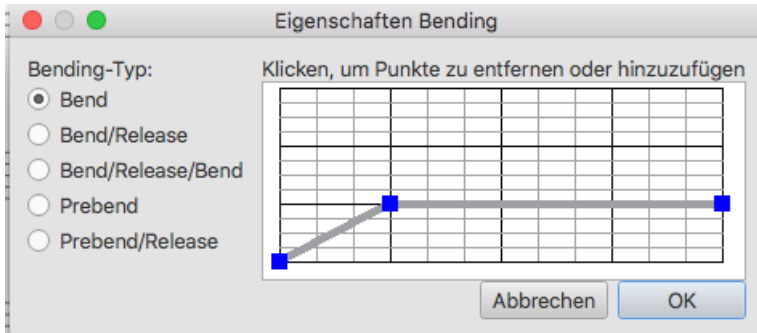 Eigenschaften Bending
Bending-Typ:
Bend
Bend/Release
Bend/Release/Bend
Prebend
Prebend/Release
Klicken, um Punkte zu entfernen oder hinzuzufügen
Abbrechen
OK